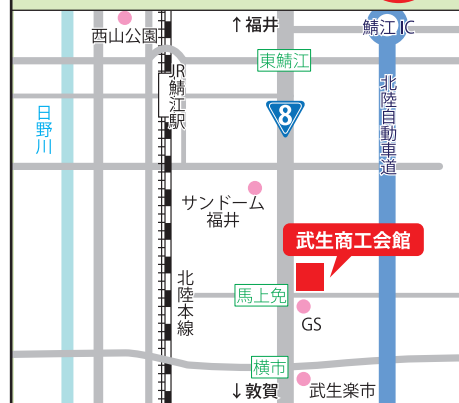 ↑福井
鯖江IC
西山公園
東鯖江
JR鯖江駅
北陸自動車道
8
日野川
サンドーム
福井
武生商工会館
北陸本線
馬上免
GS
横市
↓敦賀
武生楽市